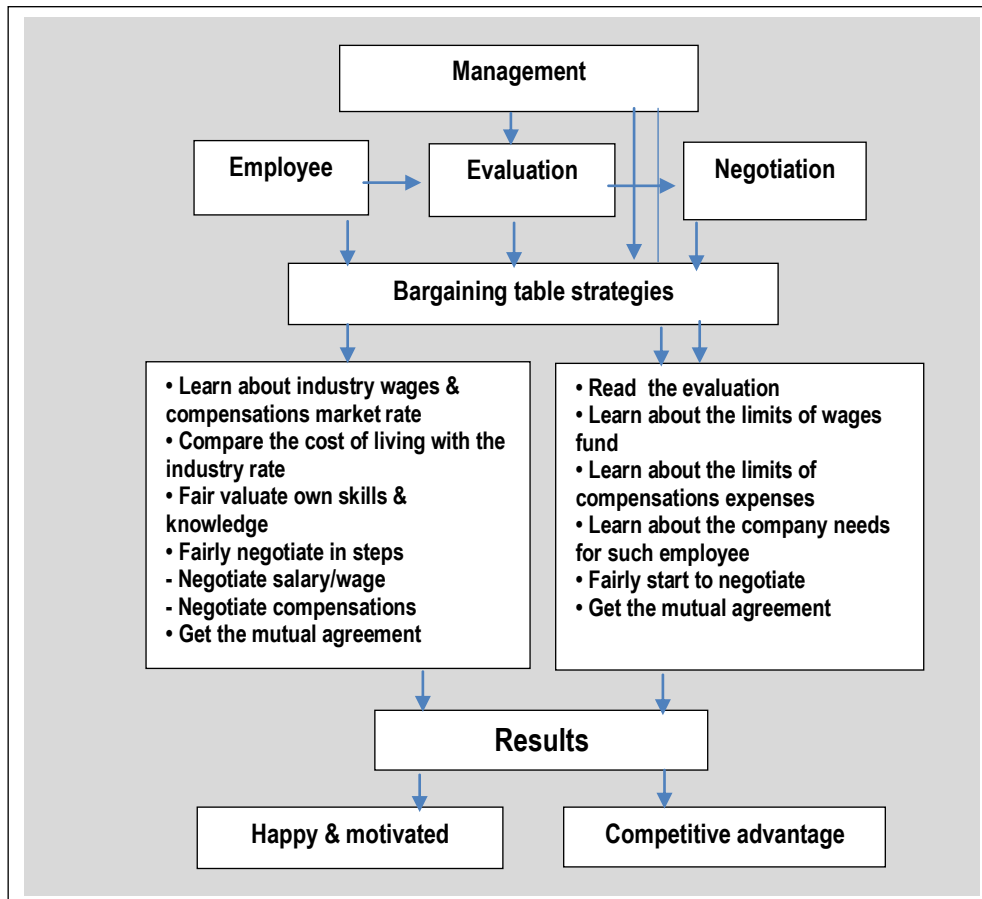 Management
Employee
Evaluation
Negotiation
Bargaining table strategies
• Learn about industry wages &
compensations market rate
• Compare the cost of living with the
industry rate
• Fair valuate own skills &
knowledge
• Fairly negotiate in steps
- Negotiate salary/wage
- Negotiate compensations
• Get the mutual agreement
• Read the evaluation
• Learn about the limits of wages
fund
• Learn about the limits of
compensations expenses
• Learn about the company needs
for such employee
• Fairly start to negotiate
• Get the mutual agreement
Results
Happy & motivated
Competitive advantage